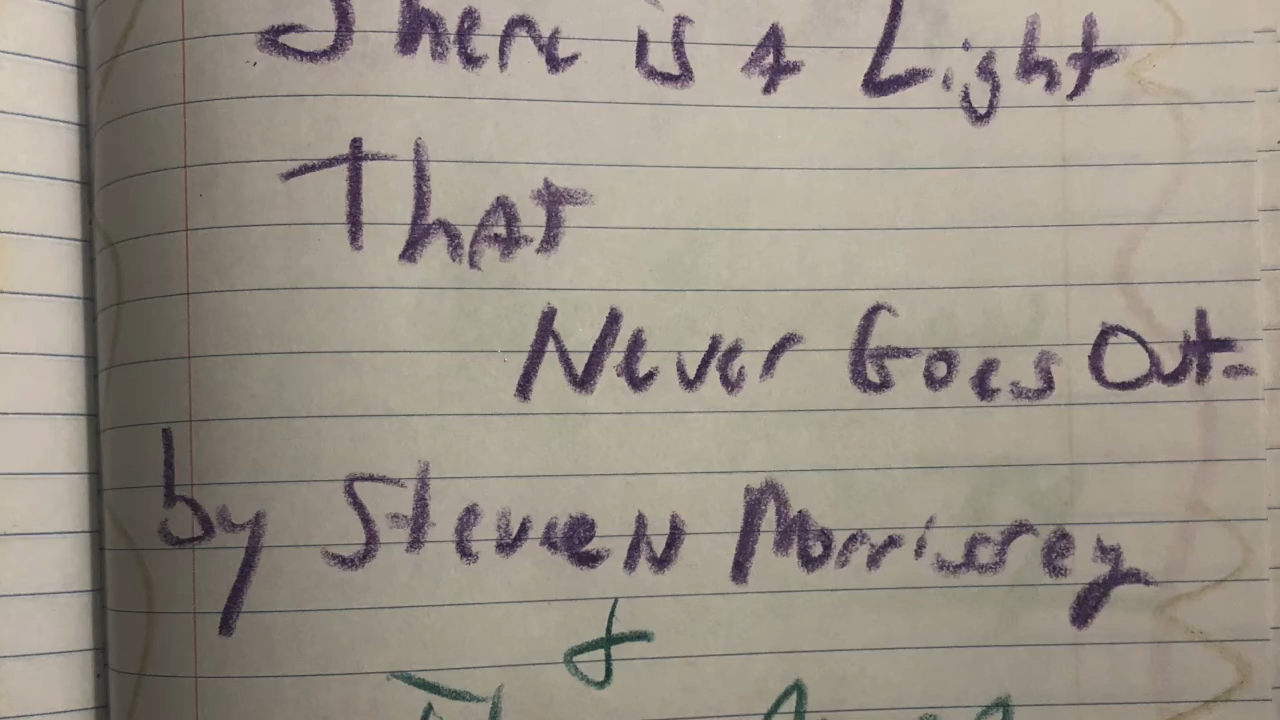 There is A Light
That
Never Goes Out-
by Steven Morrissey
&